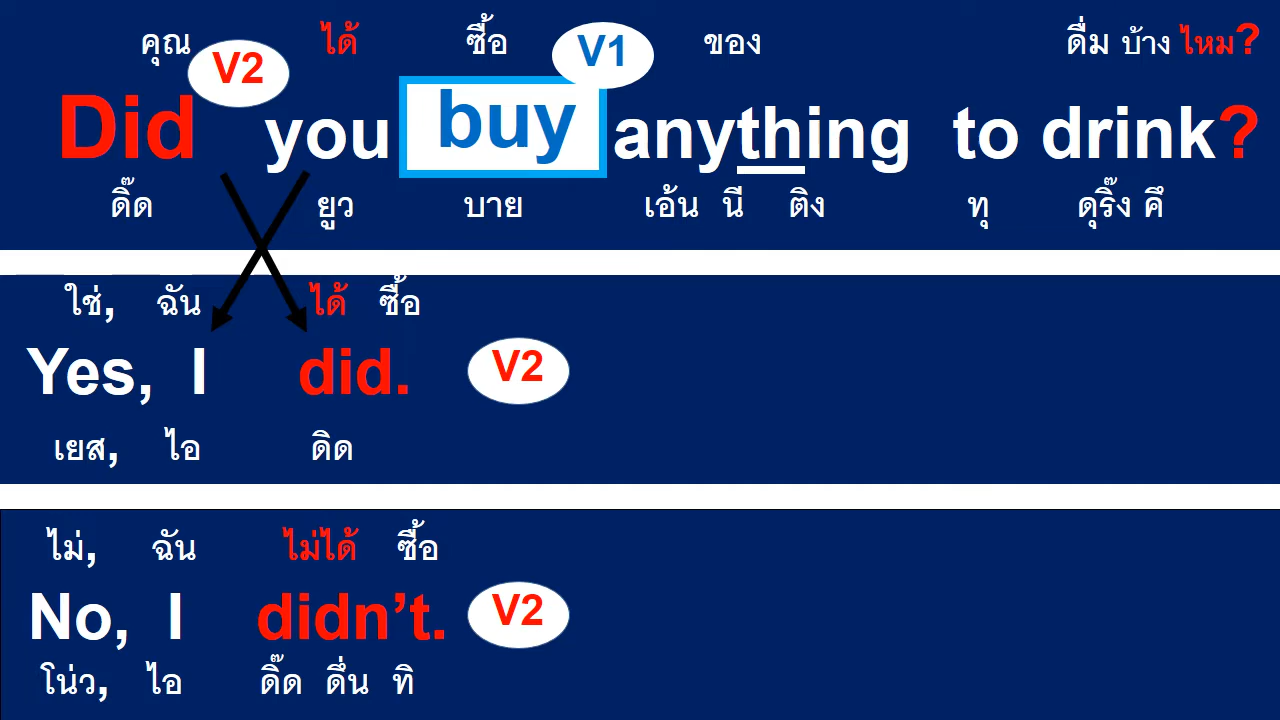 คุณ ได้ ซื้อ ของ ดื่ม บ้าง ไหม?
V2 V1
Did you buy anything to drink?
ดิ๊ด ยูว บาย เอ้น นี ติง ทุ ดุริ๊ง คึ
ใช่, ฉัน ได้ ซื้อ
Yes, I did. V2
เยส, ไอ ดิด
ไม่, ฉัน ไม่ได้ ซื้อ
No, I didn’t. V2
โน่ว, ไอ ดิ๊ด ดึ่น ทิ